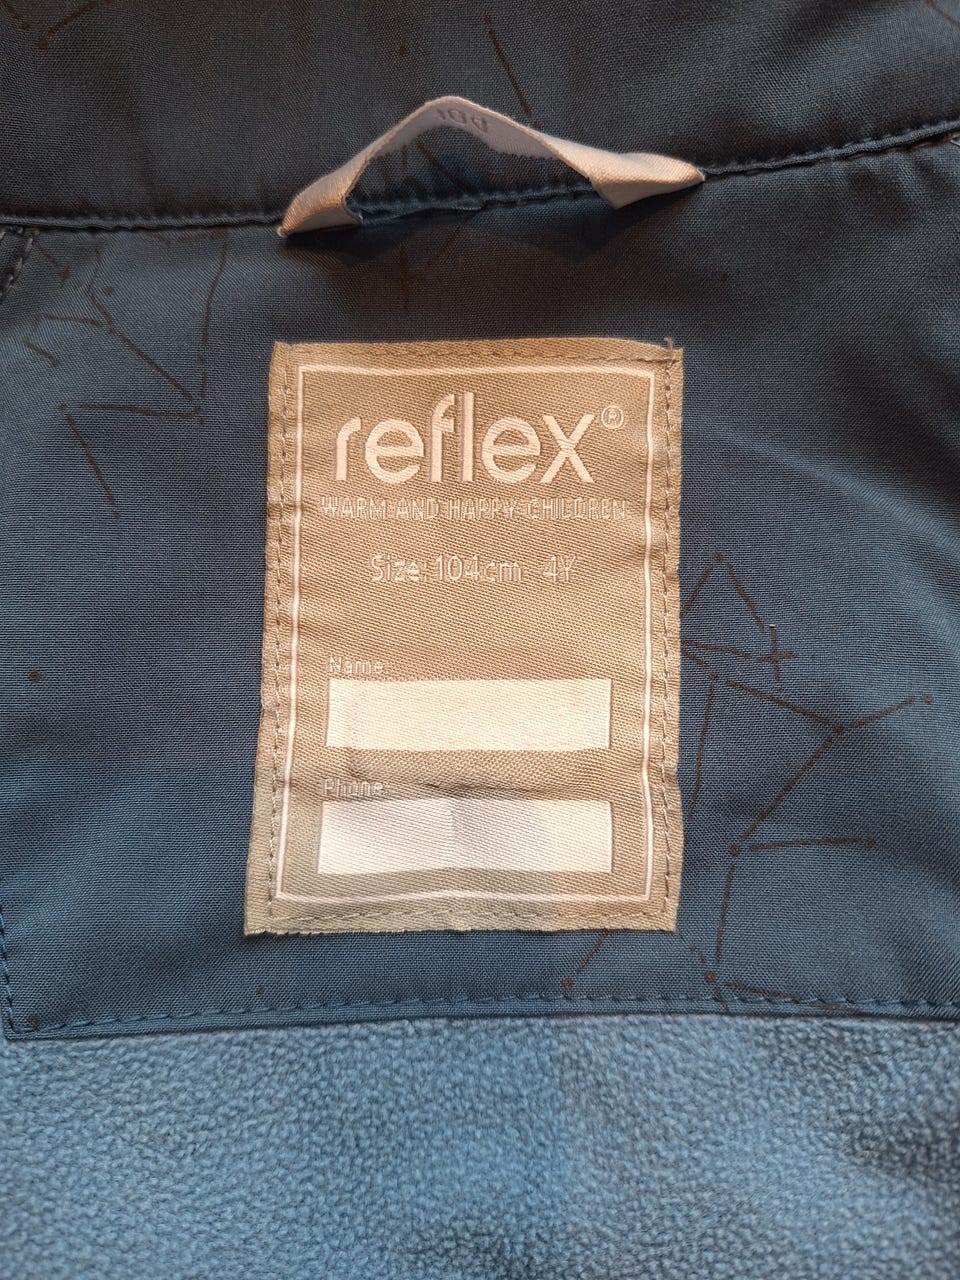 reflex®
WARM AND HAPPY CHILDREN
Size: 104cm 4Y
Name:
Phone: